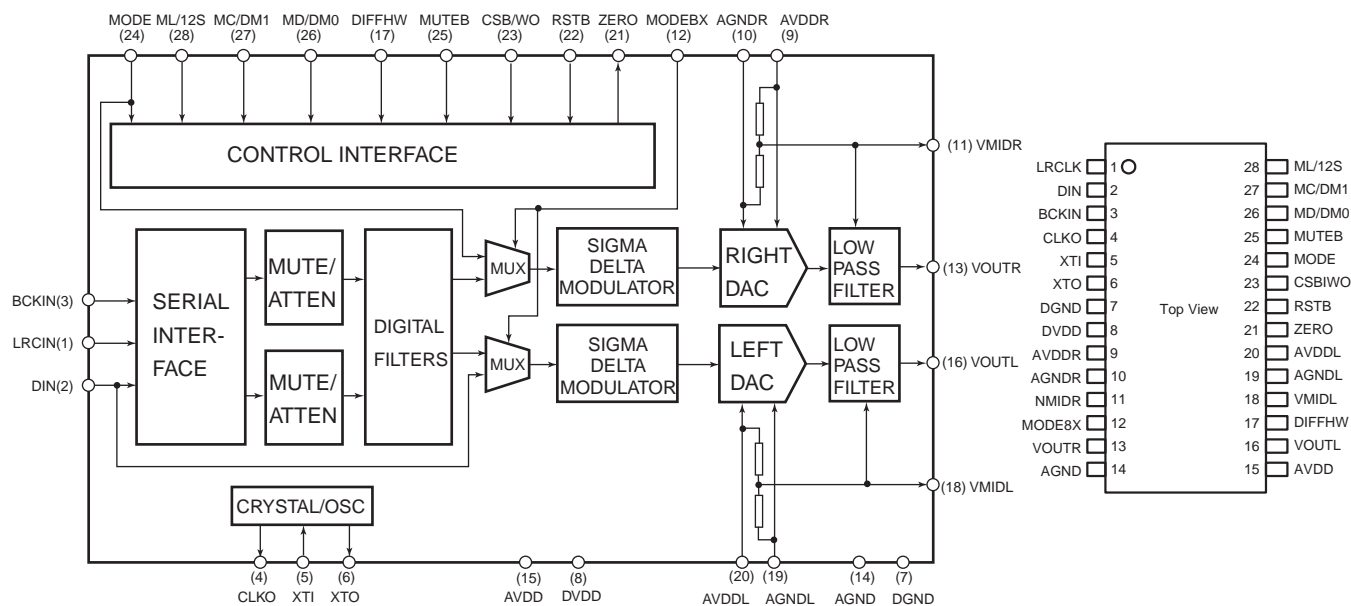 MODE ML/12S MC/DM1 MD/DM0 DIFFHW MUTEB CSB/WO RSTB ZERO MODEBX AGNDR AVDDR
(24) (28) (27) (26) (17) (25) (23) (22) (21) (12) (10) (9)
CONTROL INTERFACE
(11) VMIDR
BCKIN(3)
LRCIN(1)
DIN(2)
SERIAL
INTER-
FACE
MUTE/
ATTEN
MUTE/
ATTEN
DIGITAL
FILTERS
MUX
MUX
SIGMA
DELTA
MODULATOR
SIGMA
DELTA
MODULATOR
RIGHT
DAC
LEFT
DAC
LOW
PASS
FILTER
LOW
PASS
FILTER
(13) VOUTR
(16) VOUTL
(18) VMIDL
CRYSTAL/OSC
(4) (5) (6) (15) (8) (20) (19) (14) (7)
CLKO XTI XTO AVDD DVDD AVDDL AGNDL AGND DGND
LRCLK 1 28 ML/12S
DIN 2 27 MC/DM1
BCKIN 3 26 MD/DM0
CLKO 4 25 MUTEB
XTI 5 24 MODE
XTO 6 23 CSBIWO
DGND 7 22 RSTB
Top View
DVDD 8 21 ZERO
AVDDR 9 20 AVDDL
AGNDR 10 19 AGNDL
NMIDR 11 18 VMIDL
MODE8X 12 17 DIFFHW
VOUTR 13 16 VOUTL
AGND 14 15 AVDD